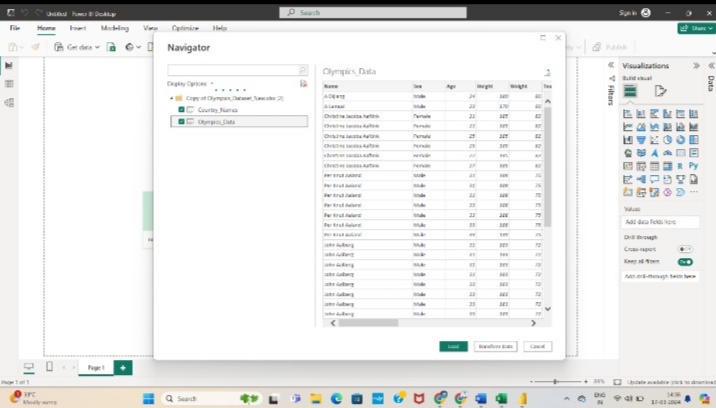 Untitled - Power BI Desktop
Search
Sign in
File
Home
Insert
Modeling
View
Optimize
Help
Share
Get data
Publish
Navigator
Display Options
Copy of Olympics_Dataset_New.xlsx [2]
Country_Names
Olympics_Data
Olympics_Data
Name Sex Age Height Weight
A Dijiang Male 24 180 80
A Lamusi Male 23 170 60
Christine Jacoba Aaftink Female 21 185 82
Christine Jacoba Aaftink Female 21 185 82
Christine Jacoba Aaftink Female 25 185 82
Christine Jacoba Aaftink Female 25 185 82
Christine Jacoba Aaftink Female 27 185 82
Christine Jacoba Aaftink Female 27 185 82
Per Knut Aaland Male 31 188 75
Per Knut Aaland Male 31 188 75
Per Knut Aaland Male 31 188 75
Per Knut Aaland Male 31 188 75
Per Knut Aaland Male 33 188 75
Per Knut Aaland Male 33 188 75
Per Knut Aaland Male 33 188 75
John Aalberg Male 31 183 72
John Aalberg Male 31 183 72
John Aalberg Male 31 183 72
John Aalberg Male 31 183 72
John Aalberg Male 33 183 72
John Aalberg Male 33 183 72
John Aalberg Male 33 183 72
John Aalberg Male 33 183 72
Load
Transform Data
Cancel
Filters
Visualizations
Data
Build visual
Values
Add data fields here
Drill through
Cross-report
Off
Keep all filters
On
Add drill-through fields here
Page 1
Page 1 of 1
Update available (click to download)
33°C
Mostly sunny
Search
ENG
IN
17-03-2024